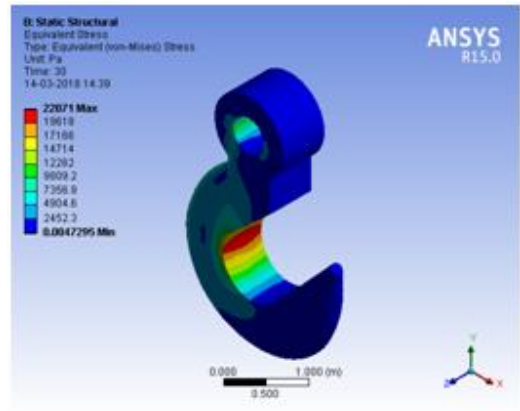 B: Static Structural
Equivalent Stress
Type: Equivalent (von-Mises) Stress
Unit: Pa
Time: 30
14-03-2018 14:39
22071 Max
19618
17166
14714
12262
9809.2
7356.9
4904.6
2452.3
0.0047295 Min
ANSYS
R15.0
0.000
1.000 (m)
0.500
Y
Z
X